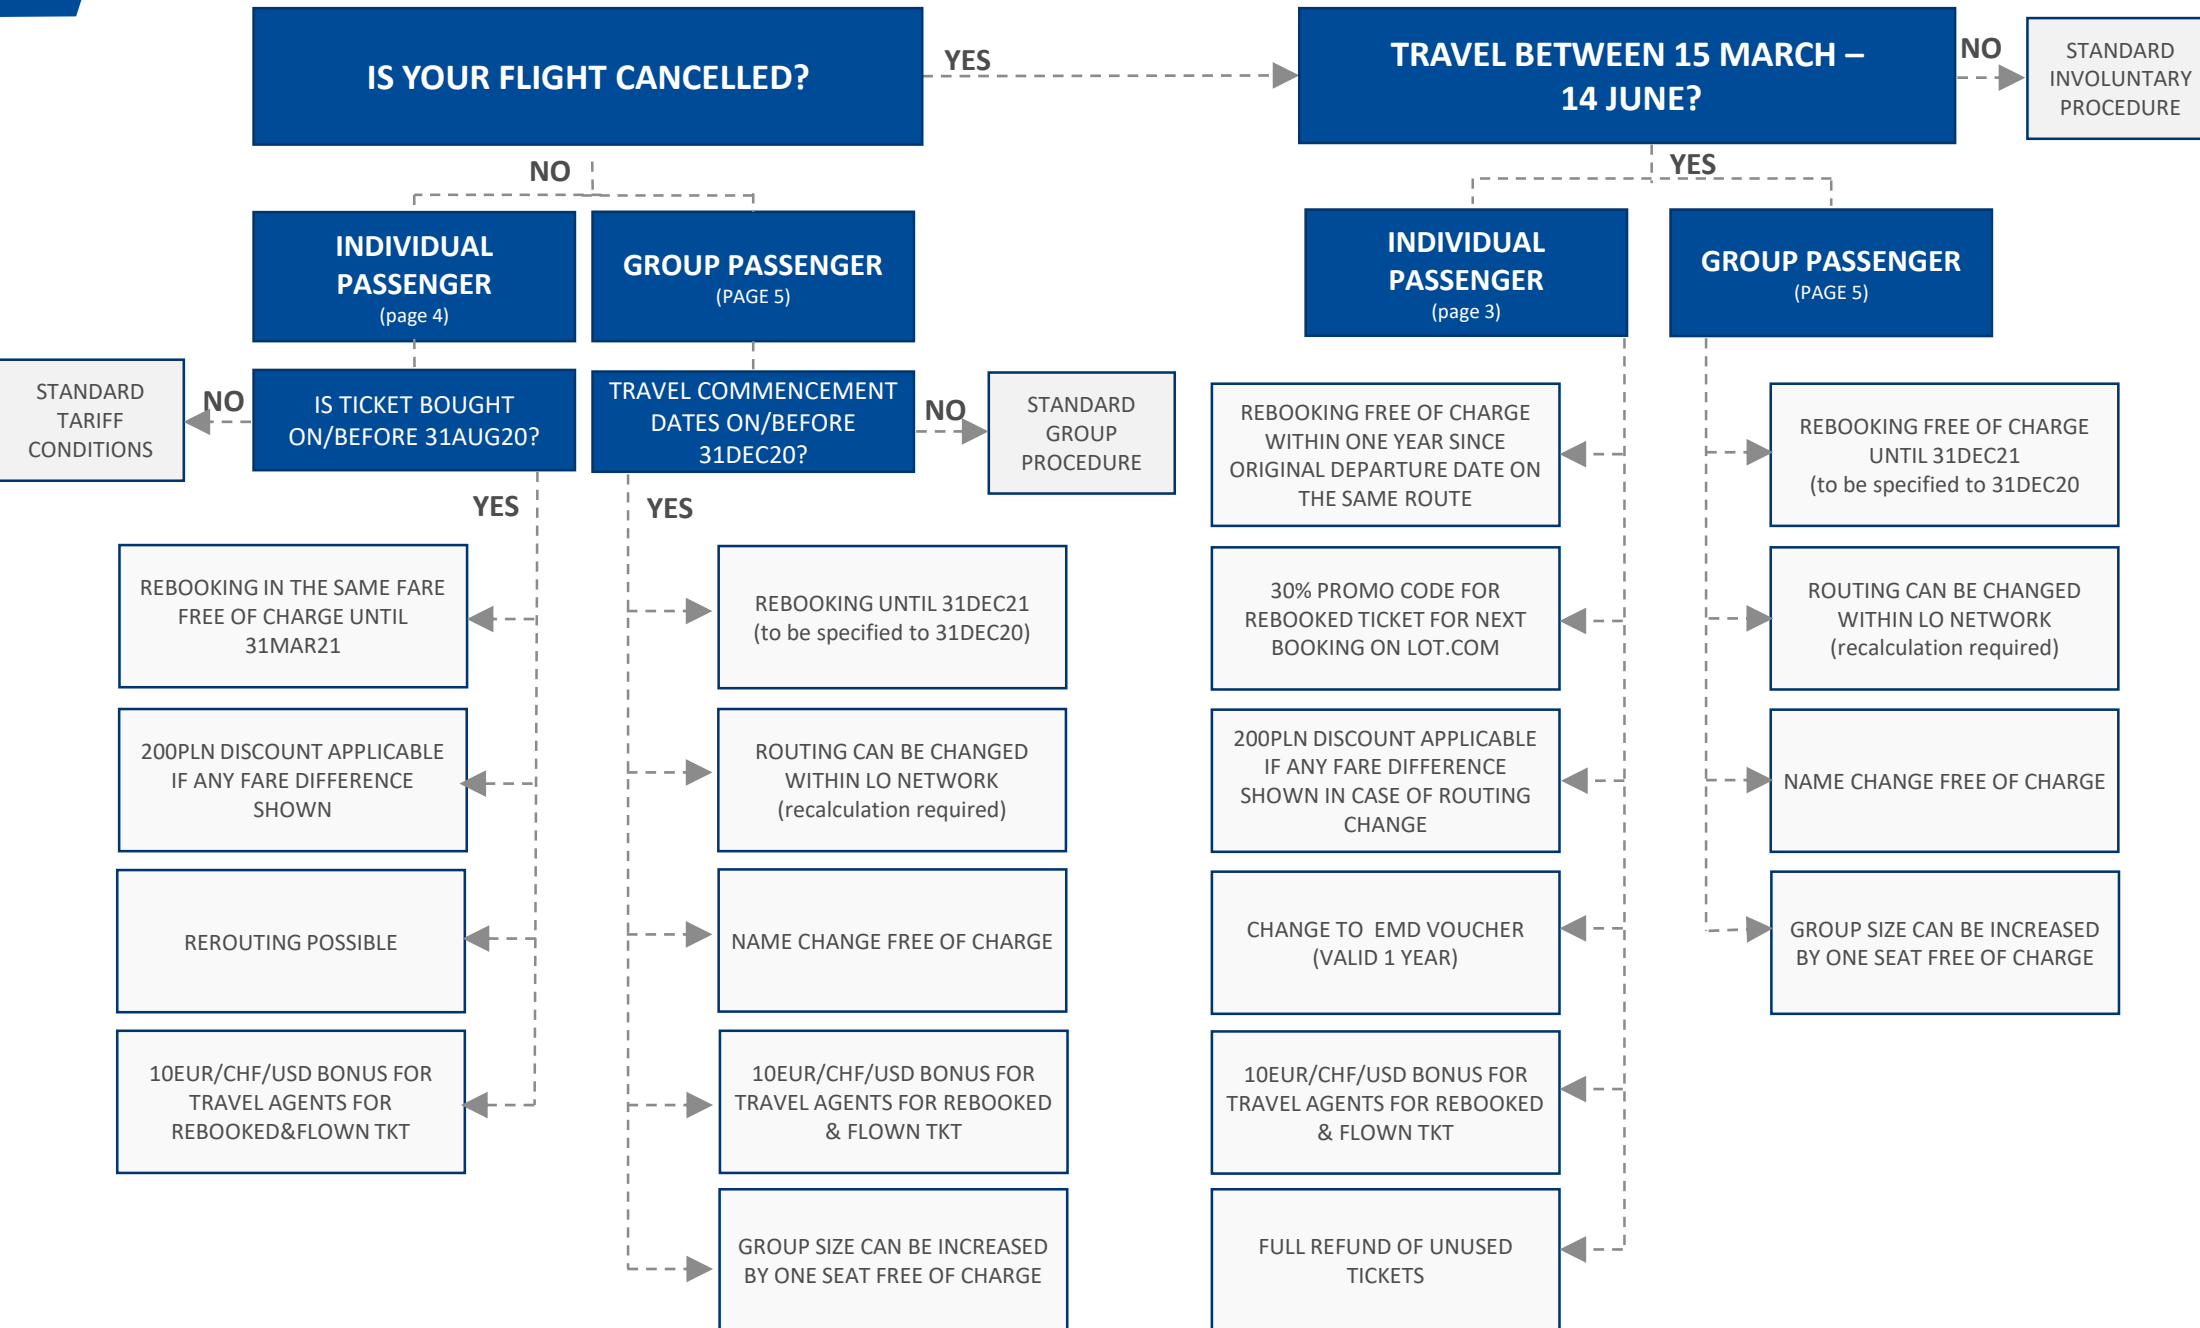 IS YOUR FLIGHT CANCELLED?
YES
TRAVEL BETWEEN 15 MARCH –
14 JUNE?
NO
STANDARD
INVOLUNTARY
PROCEDURE
NO
YES
INDIVIDUAL
PASSENGER
(page 4)
GROUP PASSENGER
(PAGE 5)
INDIVIDUAL
PASSENGER
(page 3)
GROUP PASSENGER
(PAGE 5)
STANDARD
TARIFF
CONDITIONS
NO
IS TICKET BOUGHT
ON/BEFORE 31AUG20?
TRAVEL COMMENCEMENT
DATES ON/BEFORE
31DEC20?
NO
STANDARD
GROUP
PROCEDURE
YES
YES
REBOOKING IN THE SAME FARE
FREE OF CHARGE UNTIL
31MAR21
200PLN DISCOUNT APPLICABLE
IF ANY FARE DIFFERENCE
SHOWN
REROUTING POSSIBLE
10EUR/CHF/USD BONUS FOR
TRAVEL AGENTS FOR
REBOOKED&FLOWN TKT
REBOOKING UNTIL 31DEC21
(to be specified to 31DEC20)
ROUTING CAN BE CHANGED
WITHIN LO NETWORK
(recalculation required)
NAME CHANGE FREE OF CHARGE
10EUR/CHF/USD BONUS FOR
TRAVEL AGENTS FOR REBOOKED
& FLOWN TKT
GROUP SIZE CAN BE INCREASED
BY ONE SEAT FREE OF CHARGE
REBOOKING FREE OF CHARGE
WITHIN ONE YEAR SINCE
ORIGINAL DEPARTURE DATE ON
THE SAME ROUTE
30% PROMO CODE FOR
REBOOKED TICKET FOR NEXT
BOOKING ON LOT.COM
200PLN DISCOUNT APPLICABLE
IF ANY FARE DIFFERENCE
SHOWN IN CASE OF ROUTING
CHANGE
CHANGE TO EMD VOUCHER
(VALID 1 YEAR)
10EUR/CHF/USD BONUS FOR
TRAVEL AGENTS FOR REBOOKED
& FLOWN TKT
FULL REFUND OF UNUSED
TICKETS
REBOOKING FREE OF CHARGE
UNTIL 31DEC21
(to be specified to 31DEC20
ROUTING CAN BE CHANGED
WITHIN LO NETWORK
(recalculation required)
NAME CHANGE FREE OF CHARGE
GROUP SIZE CAN BE INCREASED
BY ONE SEAT FREE OF CHARGE